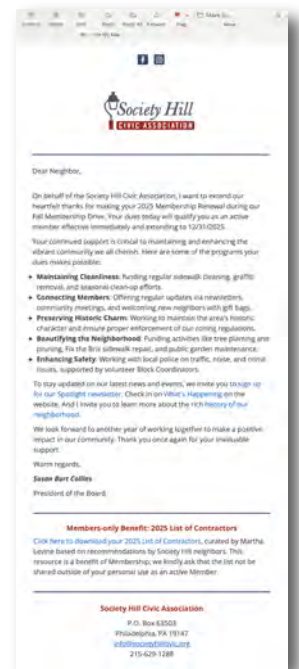 Society Hill
CIVIC ASSOCIATION
Dear Neighbor,
On behalf of the Society Hill Civic Association, I want to extend our
heartfelt thanks for making your 2025 Membership Renewal during our
Fall Membership Drive. Your dues today will qualify you as an active
member effective immediately and extending to 12/31/2025.
Your continued support is critical to maintaining and enhancing the
vibrant community we all cherish. Here are some of the programs your
dues makes possible:
Maintaining Cleanliness: Funding regular sidewalk cleaning, graffiti
removal, and seasonal clean-up efforts.
Connecting Members: Offering regular updates via newsletters,
community meetings, and welcoming new neighbors with gift bags.
Preserving Historic Charm: Working to maintain the area's historic
character and ensure proper enforcement of our zoning regulations.
Beautifying the Neighborhood: Funding activities like tree planting and
pruning, Fix the Brix sidewalk repair, and public garden maintenance.
Enhancing Safety: Working with local police on traffic, noise, and crime
issues, supported by volunteer Block Coordinators.
To stay updated on our latest news and events, we invite you to sign up
for our Spotlight newsletter. Check in on What's Happening on the
website. And I invite you to learn more about the rich history of our
neighborhood.
We look forward to another year of working together to make a positive
impact in our community. Thank you once again for your invaluable
support.
Warm regards,
Susan Burt Collins
President of the Board
Members-only Benefit: 2025 List of Contractors
Click here to download your 2025 List of Contractors, curated by Martha
Levine based on recommendations by Society Hill neighbors. This
resource is a benefit of Membership; we kindly ask that the list not be
shared outside of your personal use as an active Member.
Society Hill Civic Association
P.O. Box 63503
Philadelphia, PA 19147
info@societyhillcivic.org
215-629-1288